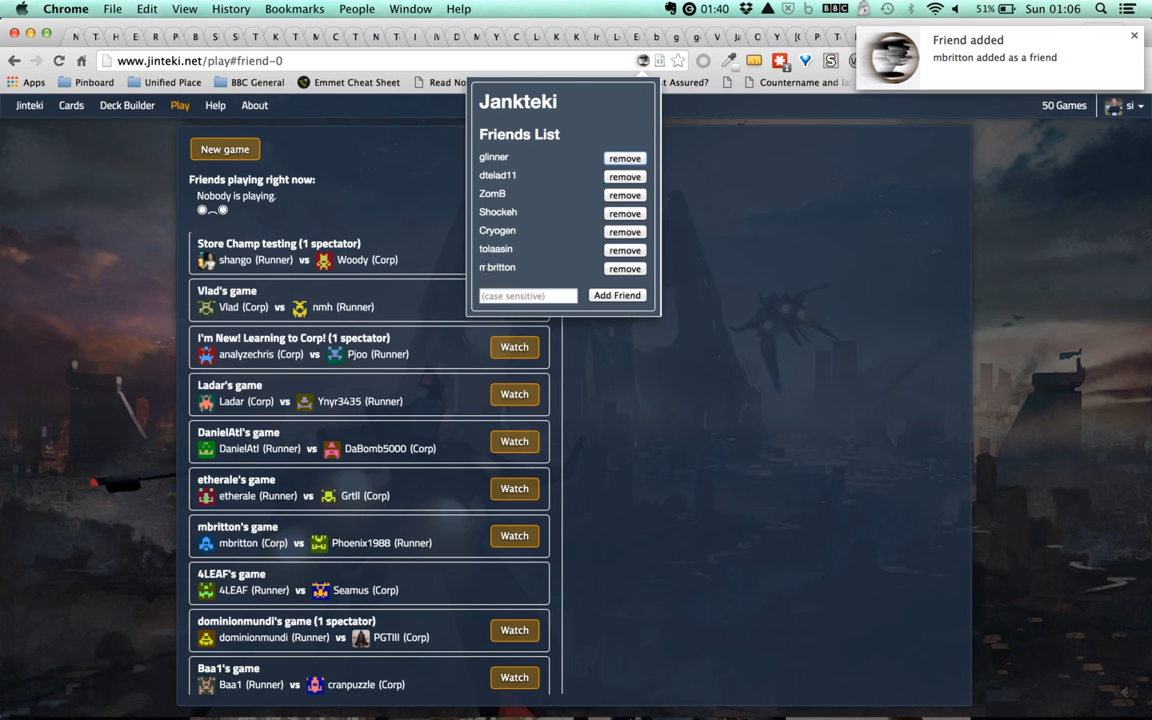 Chrome File Edit View History Bookmarks People Window Help 01:40 BBC 51% Sun 01:06
www.jinteki.net/play#friend-0
Friend added
mbritton added as a friend
Apps Pinboard Unified Place BBC General Emmet Cheat Sheet Read No t Assured? Countername and la
Jinteki Cards Deck Builder Play Help About 50 Games si
Jankteki
Friends List
glinner remove
dtelad11 remove
ZomB remove
Shockeh remove
Cryogen remove
tolaasin remove
mbritton remove
(case sensitive) Add Friend
New game
Friends playing right now:
Nobody is playing.
Store Champ testing (1 spectator)
shango (Runner) vs Woody (Corp)
Vlad's game
Vlad (Corp) vs nmh (Runner)
I'm New! Learning to Corp! (1 spectator)
analyzechris (Corp) vs Pjoo (Runner) Watch
Ladar's game
Ladar (Corp) vs Ynyr3435 (Runner) Watch
DanielAtl's game
DanielAtl (Runner) vs DaBomb5000 (Corp) Watch
etherale's game
etherale (Runner) vs Grtll (Corp) Watch
mbritton's game
mbritton (Corp) vs Phoenix1988 (Runner) Watch
4LEAF's game
4LEAF (Runner) vs Seamus (Corp)
dominionmundi's game (1 spectator)
dominionmundi (Runner) vs PGTIII (Corp) Watch
Baa1's game
Baa1 (Runner) vs cranpuzzle (Corp) Watch